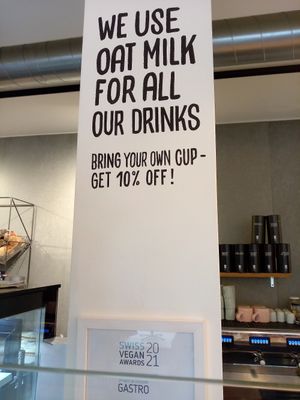 WE USE
OAT MILK
FOR ALL
OUR DRINKS
BRING YOUR OWN CUP -
GET 10% OFF!
SWISS
VEGAN
AWARDS
20
21
GASTRO